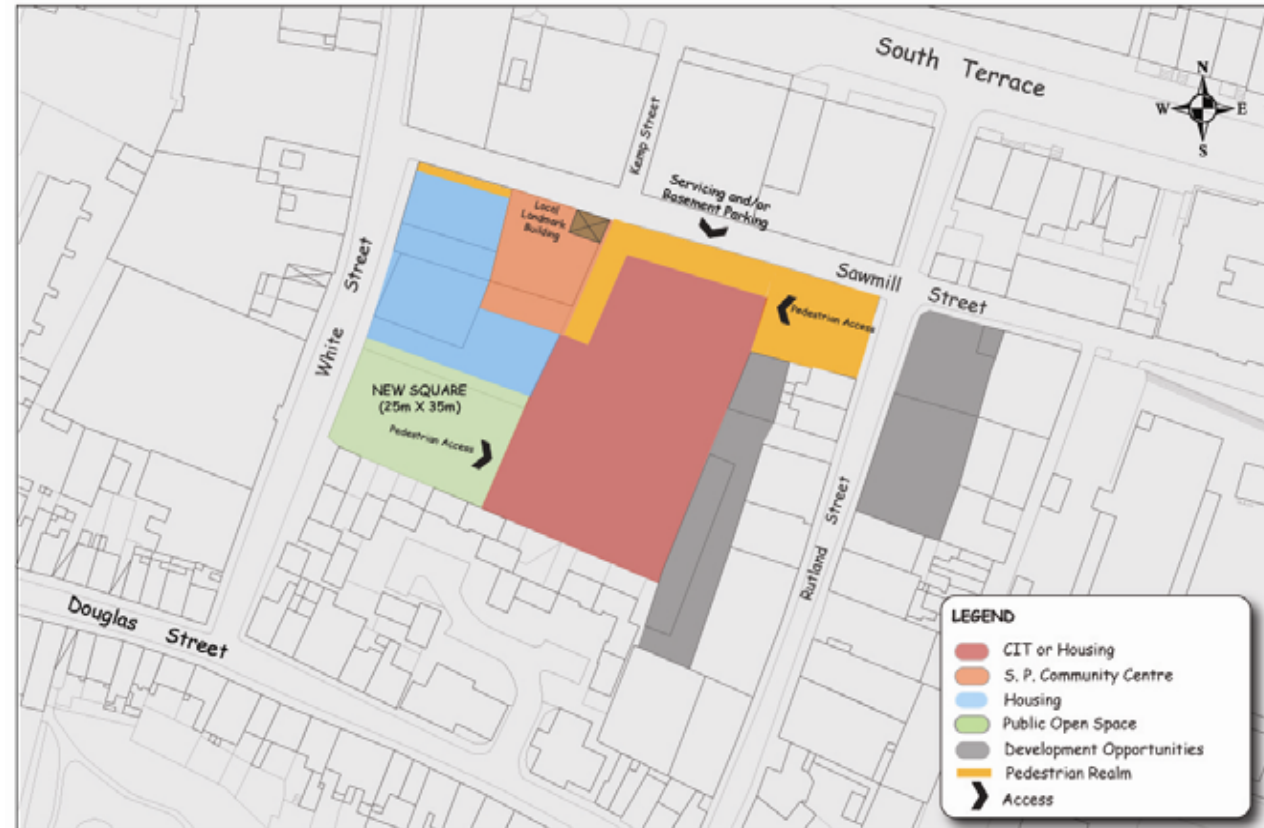 South Terrace
N
W E
S
Kemp Street
Servicing and/or
Basement Parking
Local
Landmark
Building
Sawmill Street
Pedestrian Access
White Street
NEW SQUARE
(25m X 35m)
Pedestrian Access
Rutland Street
Douglas Street
LEGEND
CIT or Housing
S. P. Community Centre
Housing
Public Open Space
Development Opportunities
Pedestrian Realm
Access